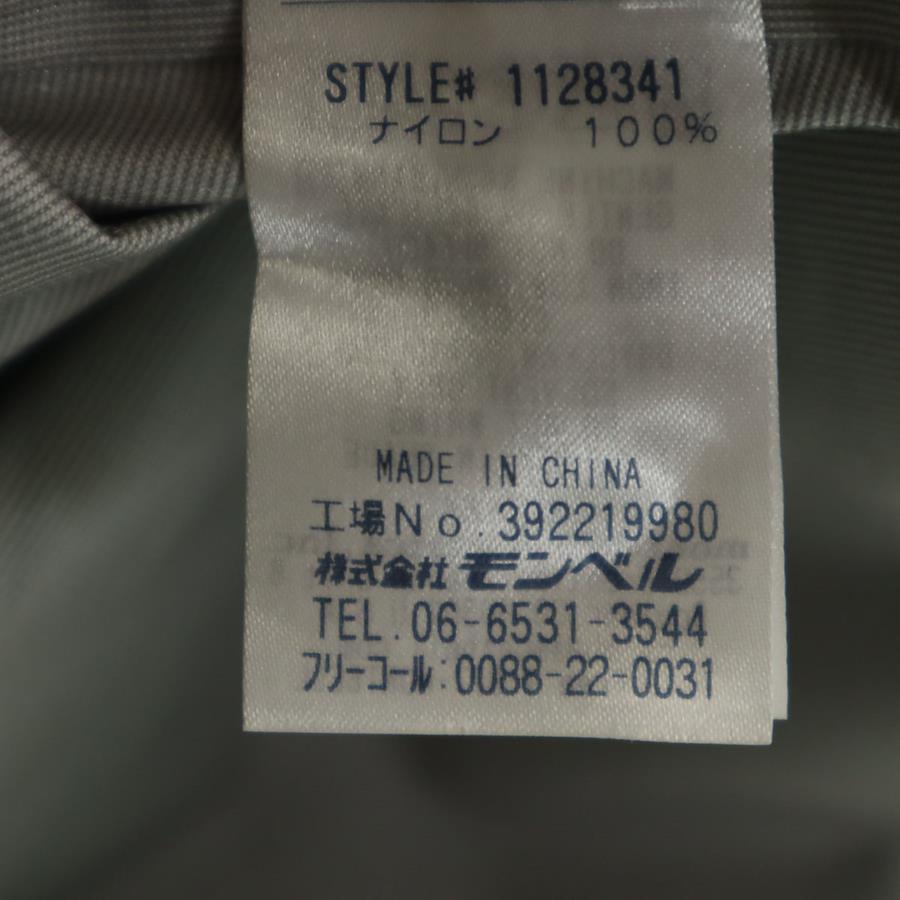 STYLE# 1128341
ナイロン 100%
MADE IN CHINA
工場No.392219980
株式会社モンベル
TEL.06-6531-3544
フリーコール:0088-22-0031